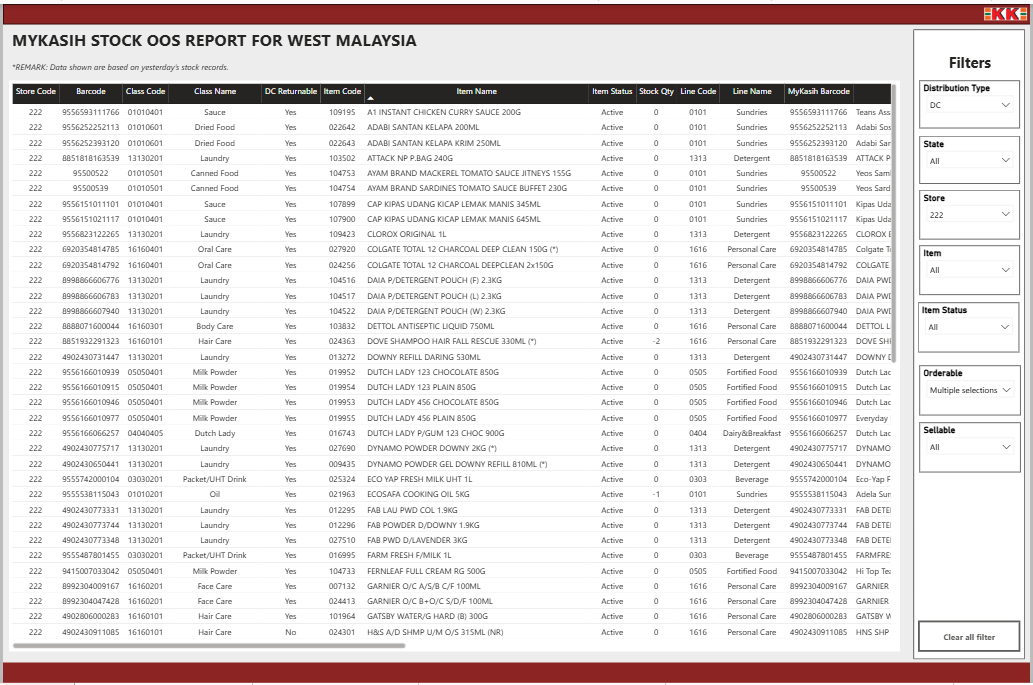 KK
MYKASIH STOCK OOS REPORT FOR WEST MALAYSIA
*REMARK: Data shown are based on yesterday's stock records.
Store Code Barcode Class Code Class Name DC Returnable Item Code Item Name Item Status Stock Qty Line Code Line Name MyKasih Barcode
222 9556593111766 01010401 Sauce Yes 109195 A1 INSTANT CHICKEN CURRY SAUCE 200G Active 0 0101 Sundries 9556593111766 Teans Ass
222 9556252252113 01010601 Dried Food Yes 022642 ADABI SANTAN KELAPA 200ML Active 0 0101 Sundries 9556252252113 Adabi Sos
222 9556252393120 01010601 Dried Food Yes 022643 ADABI SANTAN KELAPA KRIM 250ML Active 0 0101 Sundries 9556252393120 Adabi Sar
222 8851818163539 13130201 Laundry Yes 103502 ATTACK NP P.BAG 240G Active 0 1313 Detergent 8851818163539 ATTACK P
222 95500522 01010501 Canned Food Yes 104753 AYAM BRAND MACKEREL TOMATO SAUCE JITNEYS 155G Active 0 0101 Sundries 95500522 Yeos Sam
222 95500539 01010501 Canned Food Yes 104754 AYAM BRAND SARDINES TOMATO SAUCE BUFFET 230G Active 0 0101 Sundries 95500539 Yeos Sard
222 9556151011101 01010401 Sauce Yes 107899 CAP KIPAS UDANG KICAP LEMAK MANIS 345ML Active 0 0101 Sundries 9556151011101 Kipas Uda
222 9556151021117 01010401 Sauce Yes 107900 CAP KIPAS UDANG KICAP LEMAK MANIS 645ML Active 0 0101 Sundries 9556151021117 Kipas Uda
222 9556823122265 13130201 Laundry Yes 109423 CLOROX ORIGINAL 1L Active 0 1313 Detergent 9556823122265 CLOROX E
222 6920354814785 16160401 Oral Care Yes 027920 COLGATE TOTAL 12 CHARCOAL DEEP CLEAN 150G (*) Active 0 1616 Personal Care 6920354814785 Colgate To
222 6920354814792 16160401 Oral Care Yes 024256 COLGATE TOTAL 12 CHARCOAL DEEPCLEAN 2x150G Active 0 1616 Personal Care 6920354814792 COLGATE
222 8998866606776 13130201 Laundry Yes 104516 DAIA P/DETERGENT POUCH (F) 2.3KG Active 0 1313 Detergent 8998866606776 DAIA PWD
222 8998866606783 13130201 Laundry Yes 104517 DAIA P/DETERGENT POUCH (L) 2.3KG Active 0 1313 Detergent 8998866606783 DAIA PWD
222 8998866607940 13130201 Laundry Yes 104522 DAIA P/DETERGENT POUCH (W) 2.3KG Active 0 1313 Detergent 8998866607940 DAIA PWD
222 8888071600044 16160301 Body Care Yes 103832 DETTOL ANTISEPTIC LIQUID 750ML Active 0 1616 Personal Care 8888071600044 DETTOL L
222 8851932291323 16160101 Hair Care Yes 024363 DOVE SHAMPOO HAIR FALL RESCUE 330ML (*) Active -2 1616 Personal Care 8851932291323 DOVE SH
222 4902430731447 13130201 Laundry Yes 013272 DOWNY REFILL DARING 530ML Active 0 1313 Detergent 4902430731447 DOWNY D
222 9556166010939 05050401 Milk Powder Yes 019952 DUTCH LADY 123 CHOCOLATE 850G Active 0 0505 Fortified Food 9556166010939 Dutch Lac
222 9556166010915 05050401 Milk Powder Yes 019954 DUTCH LADY 123 PLAIN 850G Active 0 0505 Fortified Food 9556166010915 Dutch Lac
222 9556166010946 05050401 Milk Powder Yes 019953 DUTCH LADY 456 CHOCOLATE 850G Active 0 0505 Fortified Food 9556166010946 Dutch Lac
222 9556166010977 05050401 Milk Powder Yes 019955 DUTCH LADY 456 PLAIN 850G Active 0 0505 Fortified Food 9556166010977 Everyday
222 9556166066257 04040405 Dutch Lady Yes 016743 DUTCH LADY P/GUM 123 CHOC 900G Active 0 0404 Dairy&Breakfast 9556166066257 Dutch Lac
222 4902430775717 13130201 Laundry Yes 027690 DYNAMO POWDER DOWNY 2KG (*) Active 0 1313 Detergent 4902430775717 DYNAMO
222 4902430650441 13130201 Laundry Yes 009435 DYNAMO POWDER GEL DOWNY REFILL 810ML (*) Active 0 1313 Detergent 4902430650441 DYNAMO
222 9555742000104 03030201 Packet/UHT Drink Yes 025324 ECO YAP FRESH MILK UHT 1L Active 0 0303 Beverage 9555742000104 Eco-Yap F
222 9555538115043 01010201 Oil Yes 021963 ECOSAFA COOKING OIL 5KG Active -1 0101 Sundries 9555538115043 Adela Sun
222 4902430773331 13130201 Laundry Yes 012295 FAB LAU PWD COL 1.9KG Active 0 1313 Detergent 4902430773331 FAB DETEI
222 4902430773744 13130201 Laundry Yes 012296 FAB POWDER D/DOWNY 1.9KG Active 0 1313 Detergent 4902430773744 FAB DETEI
222 4902430773348 13130201 Laundry Yes 027510 FAB PWD D/LAVENDER 3KG Active 0 1313 Detergent 4902430773348 FAB DETEI
222 9555487801455 03030201 Packet/UHT Drink Yes 016995 FARM FRESH F/MILK 1L Active 0 0303 Beverage 9555487801455 FARMFRE
222 9415007033042 05050401 Milk Powder Yes 104733 FERNLEAF FULL CREAM RG 500G Active 0 0505 Fortified Food 9415007033042 Hi Top Tea
222 8992304009167 16160201 Face Care Yes 007132 GARNIER O/C A/S/B C/F 100ML Active 0 1616 Personal Care 8992304009167 GARNIER
222 8992304047428 16160201 Face Care Yes 024413 GARNIER O/C B+O/C S/D/F 100ML Active 0 1616 Personal Care 8992304047428 GARNIER
222 4902806000283 16160101 Hair Care Yes 101964 GATSBY WATER/G HARD (B) 300G Active 0 1616 Personal Care 4902806000283 GATSBY W
222 4902430911085 16160101 Hair Care No 024301 H&S A/D SHMP U/M O/S 315ML (NR) Active 0 1616 Personal Care 4902430911085 HNS SHP
Filters
Distribution Type
DC
State
All
Store
222
Item
All
Item Status
All
Orderable
Multiple selections
Sellable
All
Clear all filter